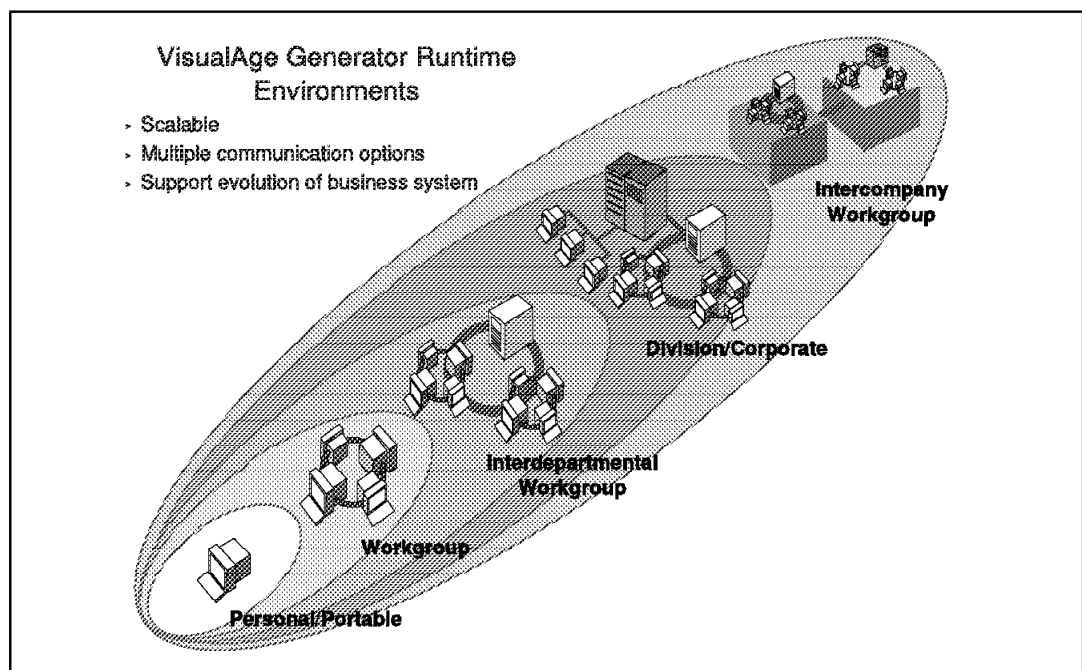 VisualAge Generator Runtime
Environments
> Scalable
> Multiple communication options
> Support evolution of business system
Intercompany
Workgroup
Division/Corporate
Interdepartmental
Workgroup
Workgroup
Personal/Portable